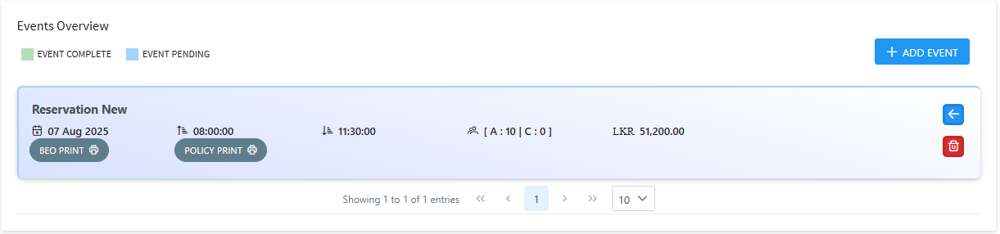 Events Overview
EVENT COMPLETE EVENT PENDING
ADD EVENT
Reservation New
07 Aug 2025 08:00:00 11:30:00 [ A : 10 | C : 0 ] LKR 51,200.00
BEO PRINT POLICY PRINT
Showing 1 to 1 of 1 entries 1 10